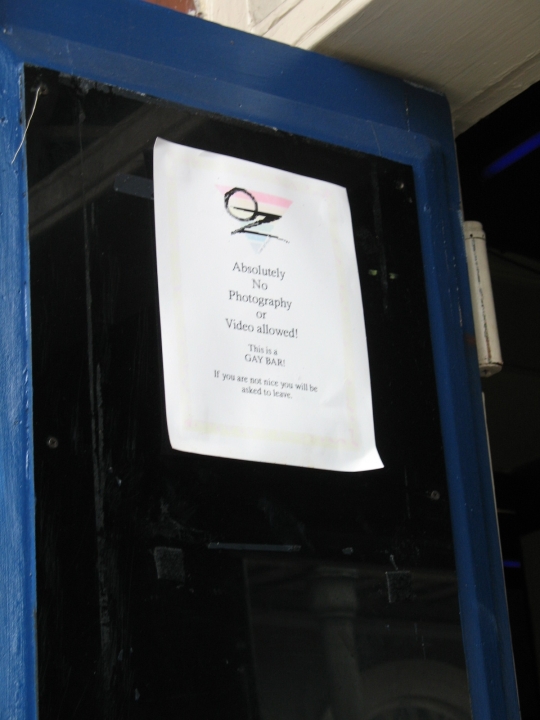 OZ
Absolutely
No
Photography
or
Video allowed!
This is a
GAY BAR!
If you are not nice you will be
asked to leave.